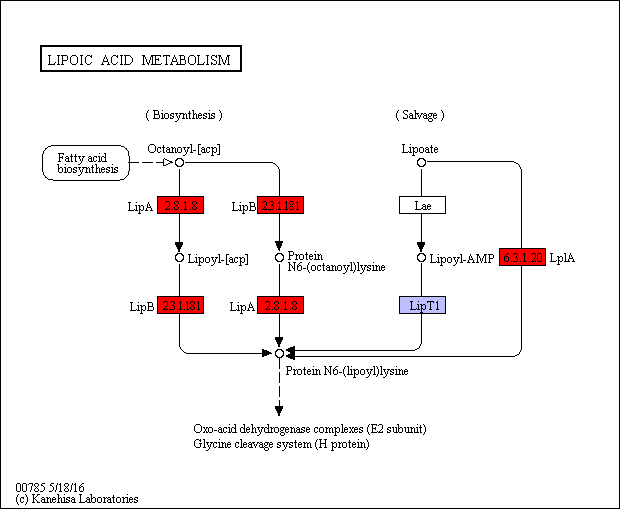 LIPOIC ACID METABOLISM
( Biosynthesis )
( Salvage )
Octanoyl-[acp]
Lipoate
Fatty acid
biosynthesis
LipA
2.8.1.8
LipB
2.3.1.181
Lae
Lipoyl-[acp]
Protein
N6-(octanoyl)lysine
Lipoyl-AMP
6.3.1.20
LplA
LipB
2.3.1.181
LipA
2.8.1.8
LipT1
Protein N6-(lipoyl)lysine
Oxo-acid dehydrogenase complexes (E2 subunit)
Glycine cleavage system (H protein)
00785 5/18/16
(c) Kanehisa Laboratories